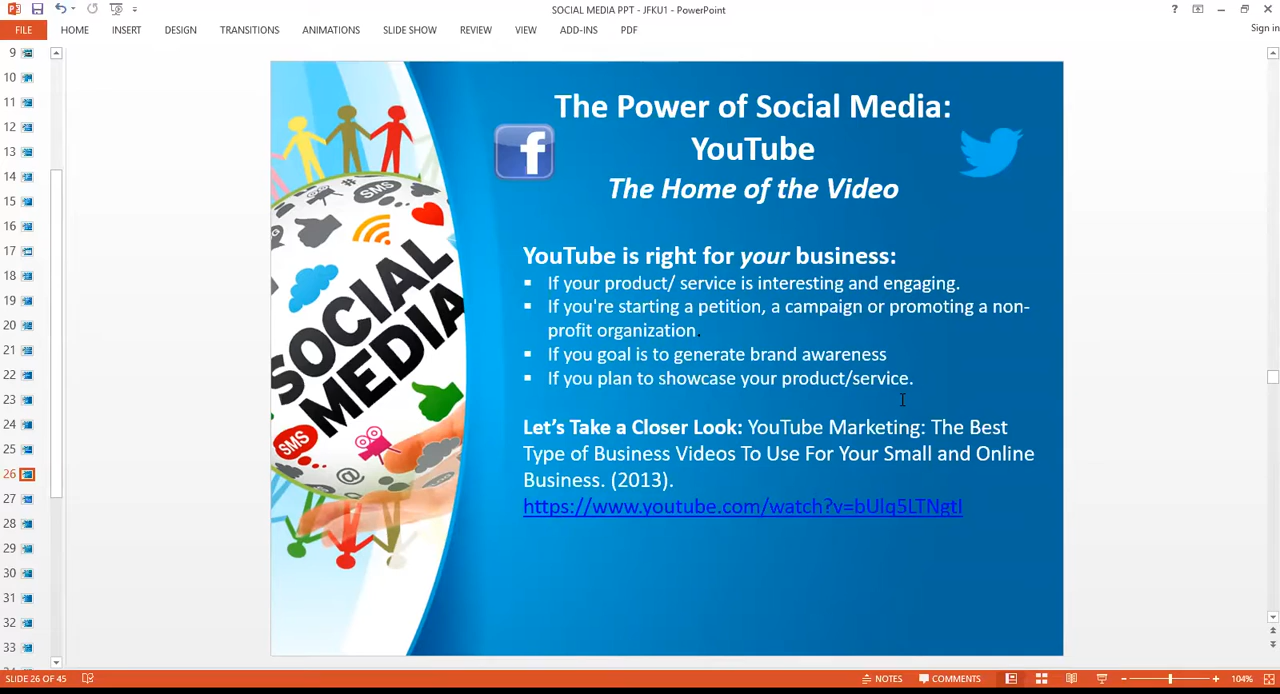 SOCIAL MEDIA PPT - JFKU1 - PowerPoint
?
Sign in
FILE HOME INSERT DESIGN TRANSITIONS ANIMATIONS SLIDE SHOW REVIEW VIEW ADD-INS PDF
9
10
11
12
13
14
15
16
17
18
19
20
21
22
23
24
25
26
27
28
29
30
31
32
33
The Power of Social Media:
YouTube
The Home of the Video
f
SMS
#
SOCIAL
MEDIA
SMS
@
YouTube is right for your business:
▪ If your product/ service is interesting and engaging.
▪ If you're starting a petition, a campaign or promoting a non-
profit organization.
▪ If you goal is to generate brand awareness
▪ If you plan to showcase your product/service.
Let's Take a Closer Look: YouTube Marketing: The Best
Type of Business Videos To Use For Your Small and Online
Business. (2013).
https://www.youtube.com/watch?v=bUlq5LTNgtI
SLIDE 26 OF 45
NOTES COMMENTS 104%